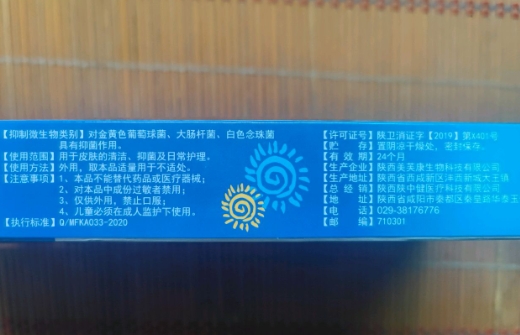 【抑制微生物类别】对金黄色葡萄球菌、大肠杆菌、白色念珠菌
具有抑菌作用。
【使用范围】用于皮肤的清洁、抑菌及日常护理。
【使用方法】外用，取本品适量用于不适处。
【注意事项】1、本品不能替代药品或医疗器械；
2、对本品中成份过敏者禁用；
3、仅供外用，禁止口服；
4、儿童必须在成人监护下使用。
【执行标准】Q/MFKA033-2020
【许可证号】陕卫消证字【2019】第A401号
【贮 存】置阴凉干燥处，密封保存。
【有 效 期】24个月
【生产企业】陕西美芙康生物科技有限公司
【生产地址】陕西省西咸新区沣西新城大王镇
【总 经 销】陕西陕中健医疗科技有限公司
【地 址】陕西省咸阳市秦都区秦皇新华泰玉
【电 话】029-38176776
【邮 编】710301